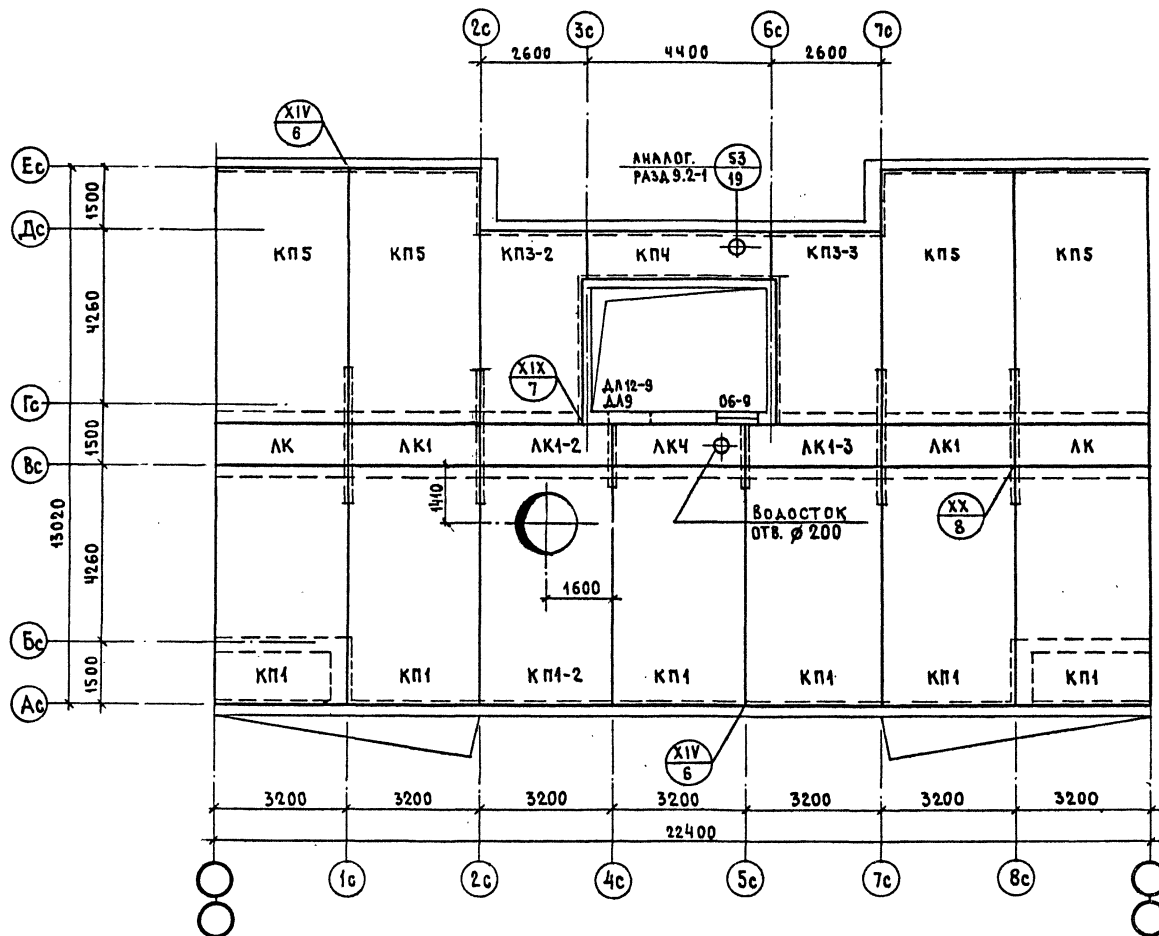 2с 3с 6с 7с
2600 4400 2600
XIV
6
АНАЛОГ.
РАЗД 9.2-1
53
19
Ес
Дс
Гс
Вс
Бс
Ас
1500
4260
1500
4260
1500
13020
КП5 КП5 КП3-2 КП4 КП3-3 КП5 КП5
XIX
7
ДЛ12-9
ДЛ9
ОБ-9
ЛК ЛК1 ЛК1-2 ЛК4 ЛК1-3 ЛК1 ЛК
1410
ВОДОСТОК
ОТВ. Ø 200
XX
8
1600
КП1 КП1 КП1-2 КП1 КП1 КП1 КП1
XIV
6
3200 3200 3200 3200 3200 3200 3200
22400
1с 2с 4с 5с 7с 8с